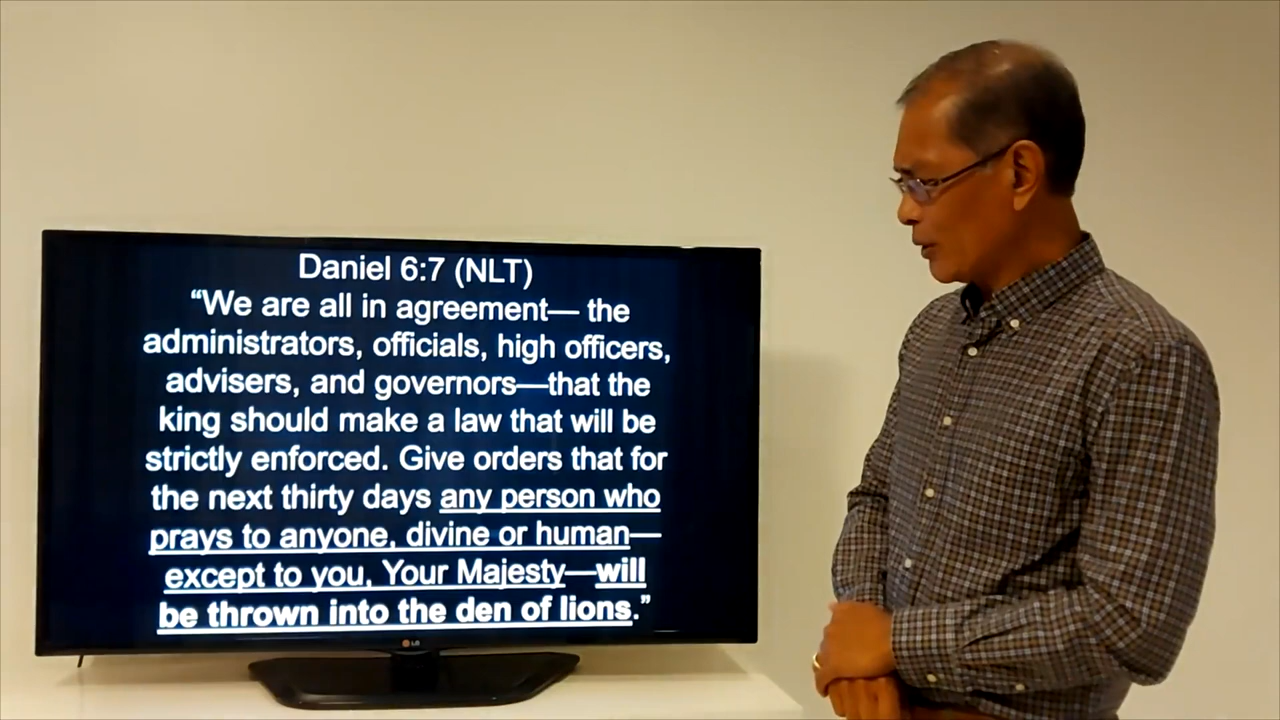 Daniel 6:7 (NLT)
“We are all in agreement— the
administrators, officials, high officers,
advisers, and governors—that the
king should make a law that will be
strictly enforced. Give orders that for
the next thirty days any person who
prays to anyone, divine or human—
except to you, Your Majesty—will
be thrown into the den of lions.”
LG